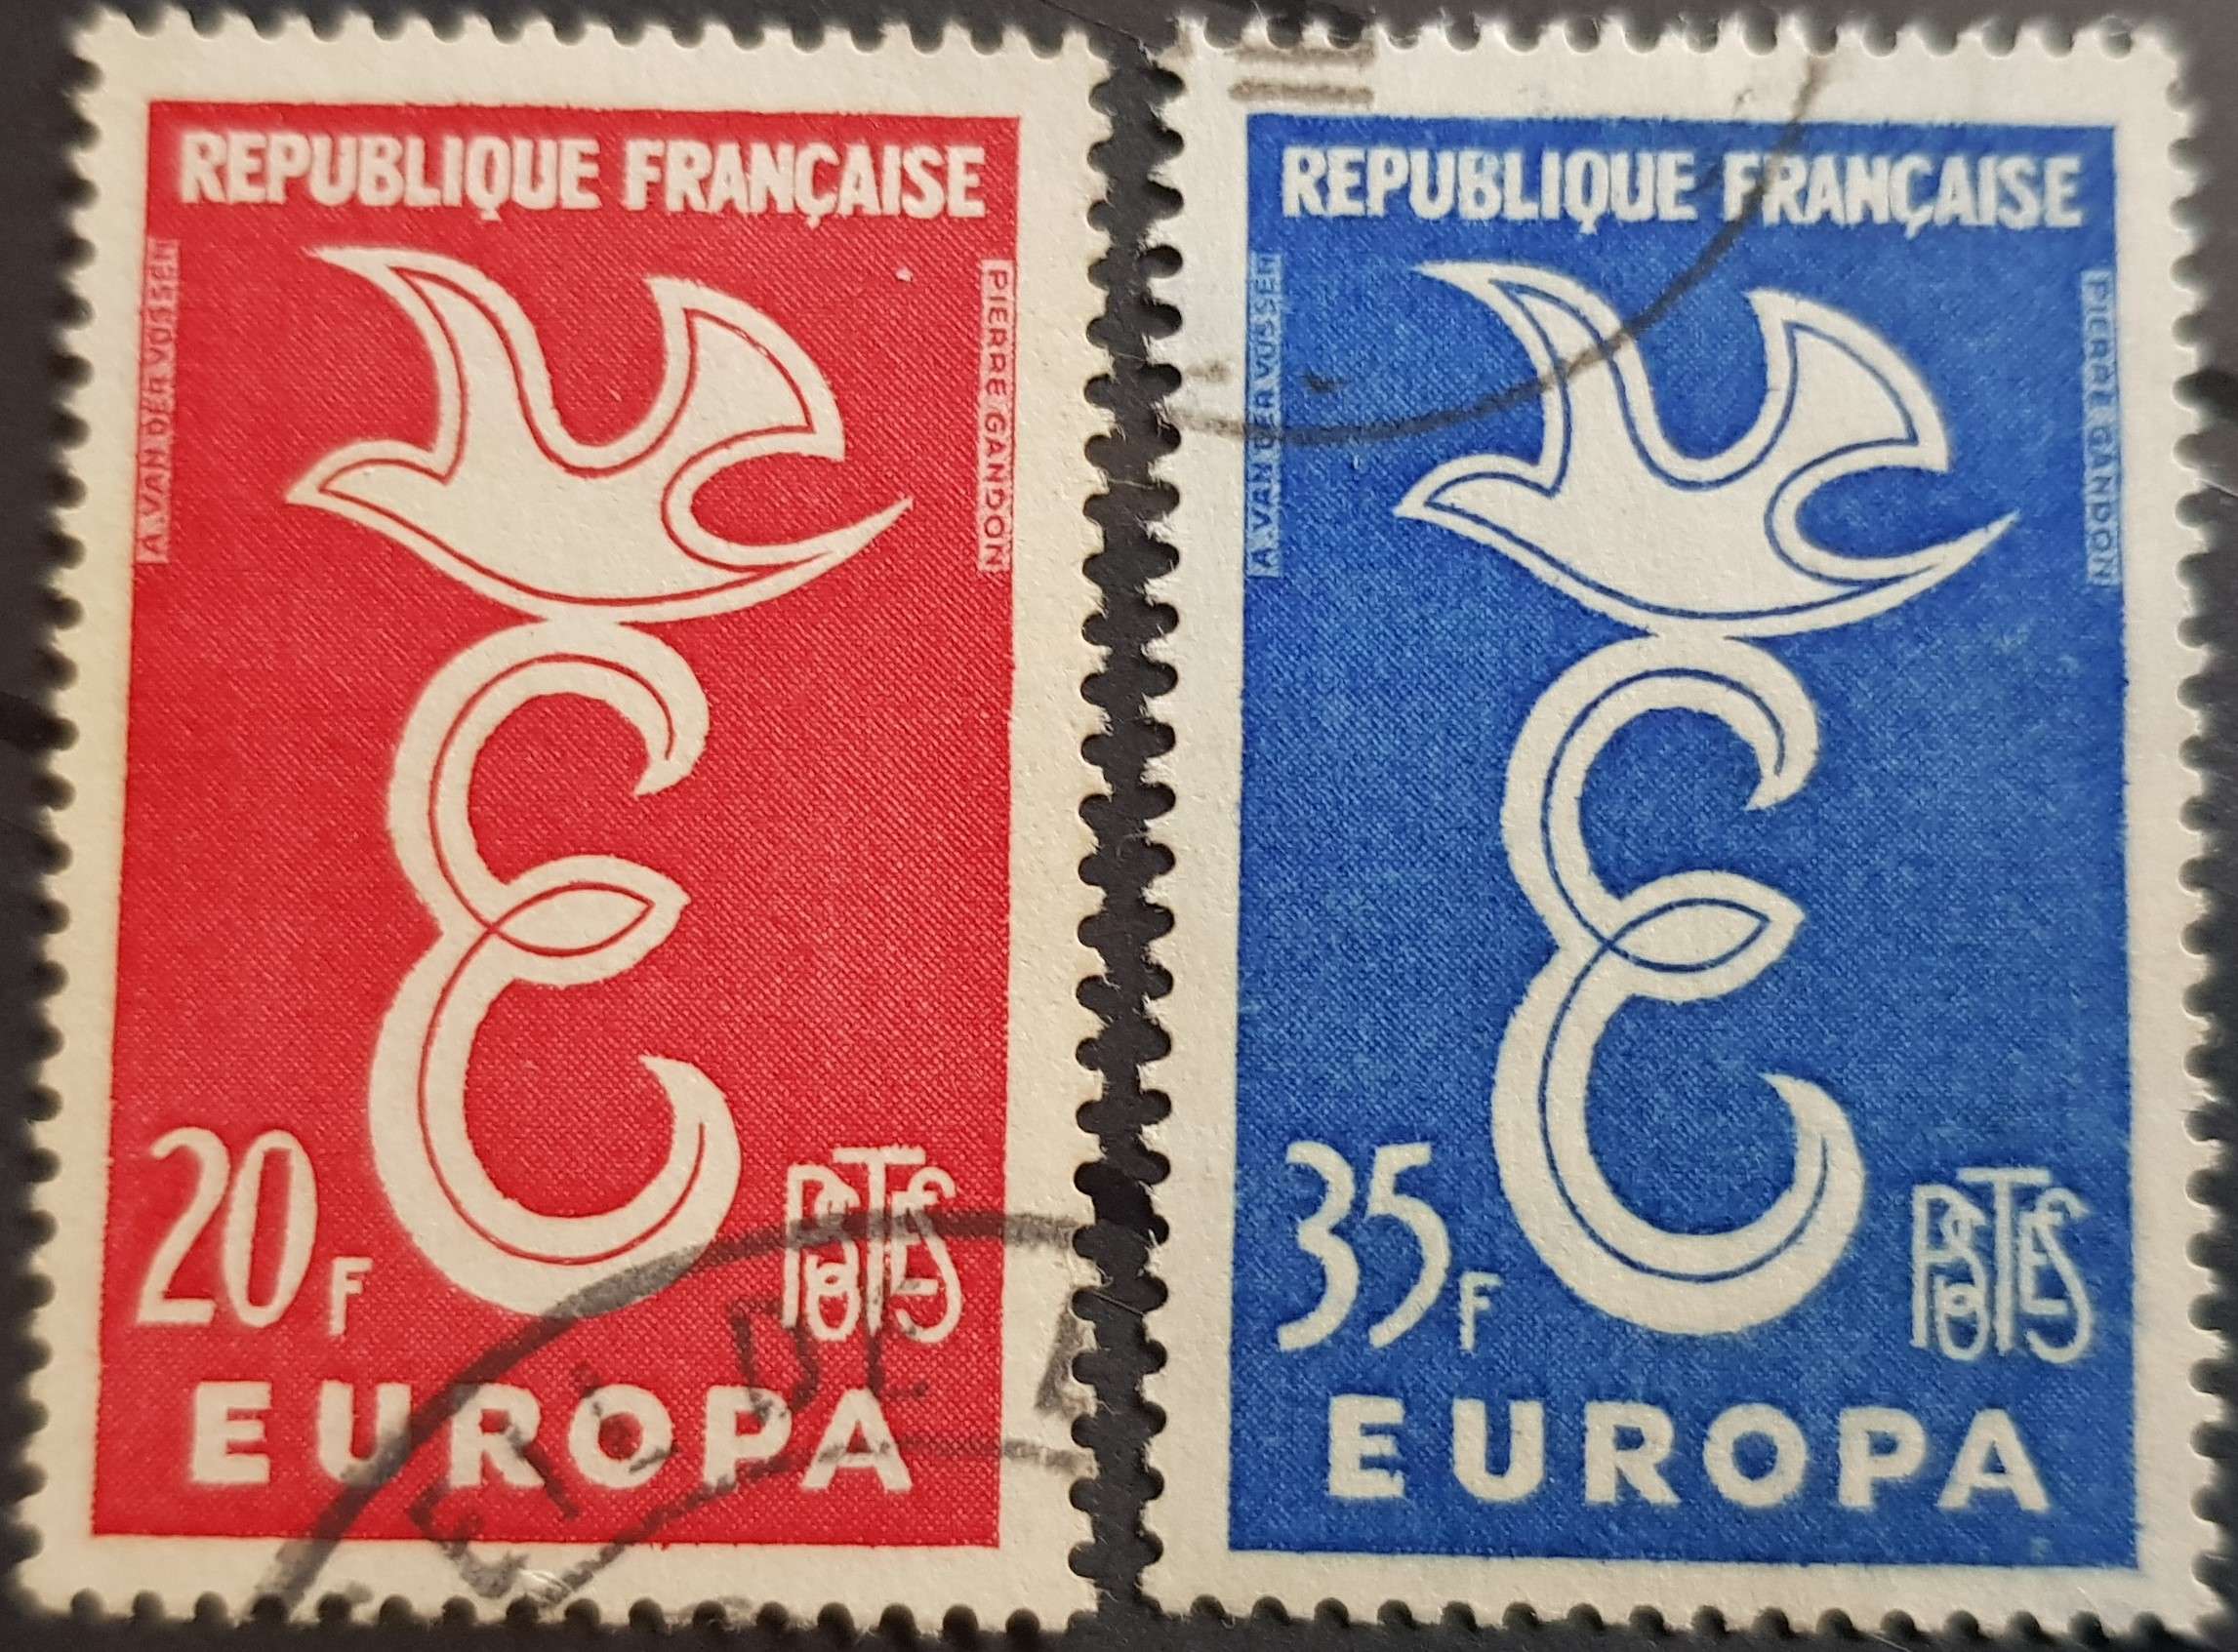 REPUBLIQUE FRANÇAISE
A.VAN DER VOSSEN
PIERRE GANDON
20F
POSTES
EUROPA
DE
REPUBLIQUE FRANÇAISE
A.VAN DER VOSSEN
PIERRE GANDON
35F
POSTES
EUROPA